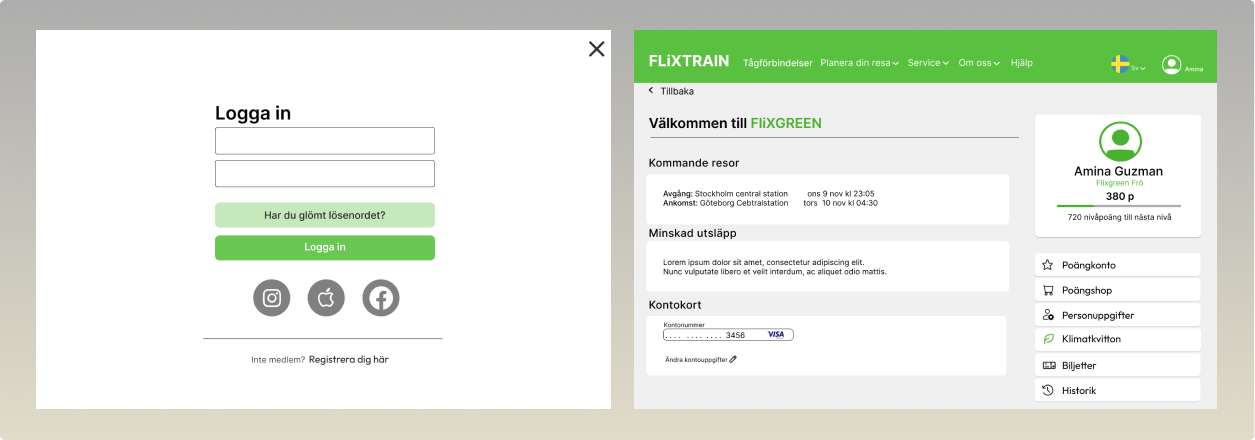 Logga in
Har du glömt lösenordet?
Logga in
Inte medlem? Registrera dig här
FLiXTRAIN Tågförbindelser Planera din resa Service Om oss Hjälp Sv Amina
Tillbaka
Välkommen till FLiXGREEN
Kommande resor
Avgång: Stockholm central station ons 9 nov kl 23:05
Ankomst: Göteborg Cebtralstation tors 10 nov kl 04:30
Minskad utsläpp
Lorem ipsum dolor sit amet, consectetur adipiscing elit.
Nunc vulputate libero et velit interdum, ac aliquet odio mattis.
Kontokort
Kontonummer
.... .... .... 3456 VISA
Ändra kontouppgifter
Amina Guzman
Flixgreen Frö
380 p
720 nivåpoäng till nästa nivå
Poängkonto
Poängshop
Personuppgifter
Klimatkvitton
Biljetter
Historik